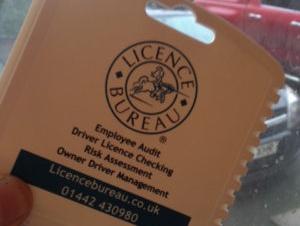 LICENCE
BUREAU
®
Employee Audit
Driver Licence Checking
Risk Assessment
Owner Driver Management
Licencebureau.co.uk
01442 430980